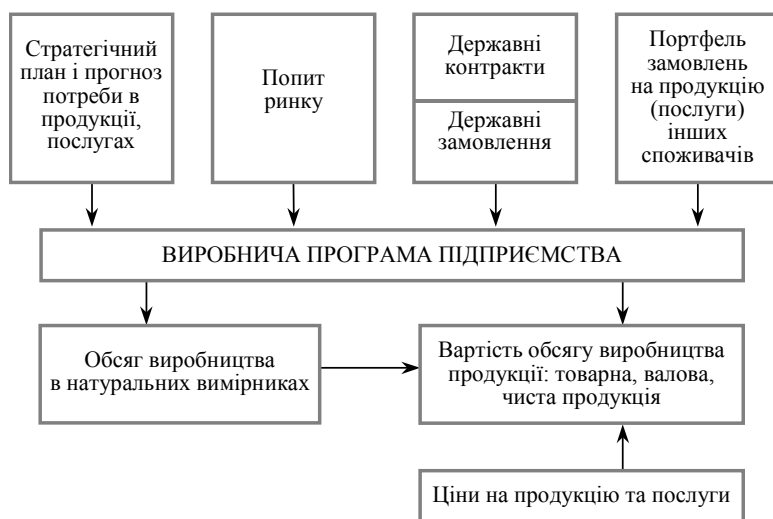 Стратегічний
план і прогноз
потреби в
продукції,
послугах
Попит
ринку
Державні
контракти
Державні
замовлення
Портфель
замовлень
на продукцію
(послуги)
інших
споживачів
ВИРОБНИЧА ПРОГРАМА ПІДПРИЄМСТВА
Обсяг виробництва
в натуральних вимірниках
Вартість обсягу виробництва
продукції: товарна, валова,
чиста продукція
Ціни на продукцію та послуги